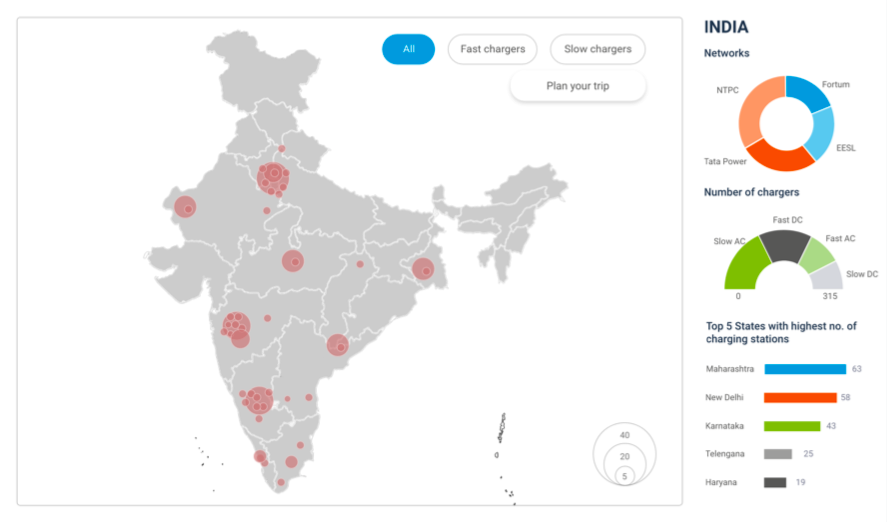 All
Fast chargers
Slow chargers
Plan your trip
40
20
5
INDIA
Networks
NTPC
Fortum
EESL
Tata Power
Number of chargers
Fast DC
Slow AC
Fast AC
Slow DC
0
315
Top 5 States with highest no. of
charging stations
Maharashtra 63
New Delhi 58
Karnataka 43
Telengana 25
Haryana 19